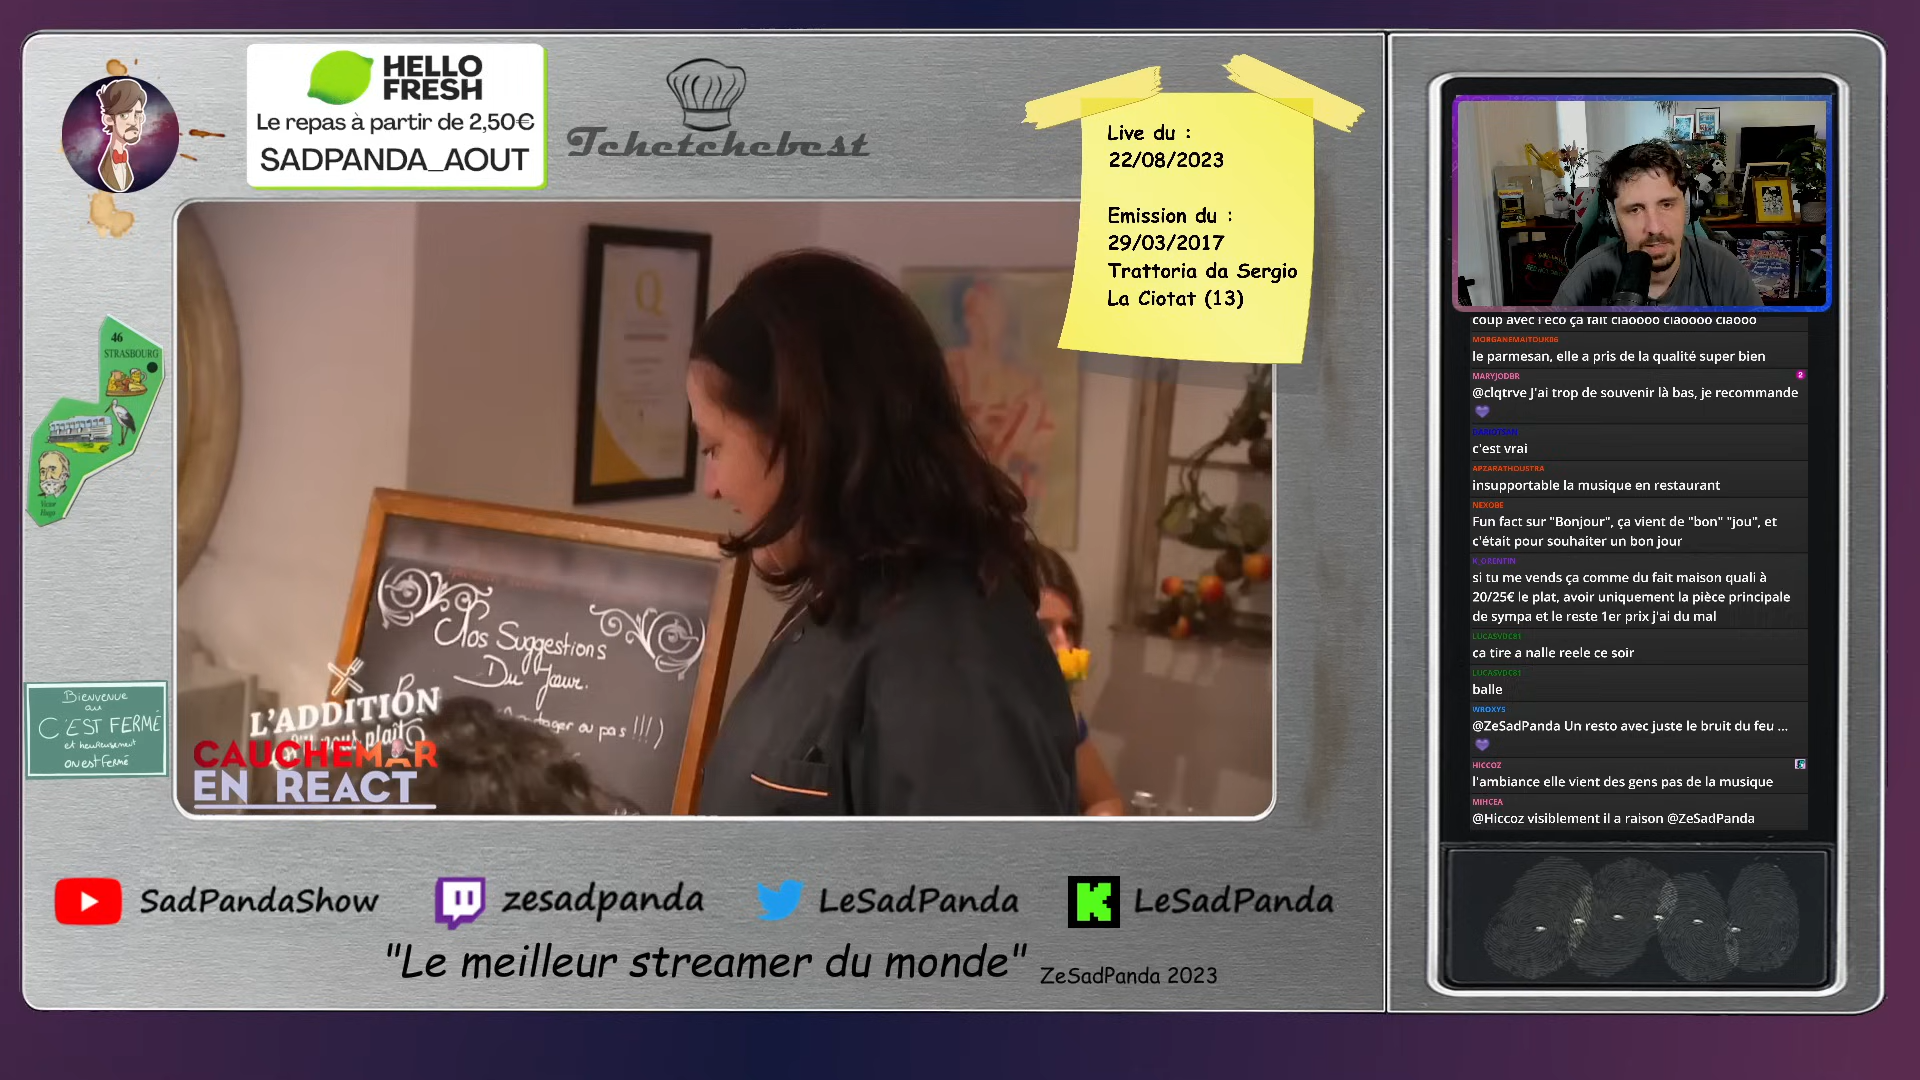 HELLO
FRESH
Le repas à partir de 2,50€
SADPANDA_AOUT
Tchetchebest
Live du :
22/08/2023
Emission du :
29/03/2017
Trattoria da Sergio
La Ciotat (13)
46
STRASBOURG
Victor
Hugo
Q
Nos Suggestions
Du Jour.
ou pas !!!)
L'ADDITION
plaît
CAUCHEMAR
EN REACT
Bienvenue
au
C'EST FERMÉ
et heureusement
on est fermé
coup avec l'éco ça fait ciaoooo ciaoooo ciaooo
MORGANEMAITOUK06
le parmesan, elle a pris de la qualité super bien
MARYJODBR
2
@clqtrve J'ai trop de souvenir là bas, je recommande
c'est vrai
APZARATHOUSTRA
insupportable la musique en restaurant
NEXOBE
Fun fact sur "Bonjour", ça vient de "bon" "jou", et
c'était pour souhaiter un bon jour
K_ORENTIN
si tu me vends ça comme du fait maison quali à
20/25€ le plat, avoir uniquement la pièce principale
de sympa et le reste 1er prix j'ai du mal
LUCASVDC81
ca tire a nalle reele ce soir
LUCASVDC81
balle
WROXYS
@ZeSadPanda Un resto avec juste le bruit du feu ...
HICCOZ
l'ambiance elle vient des gens pas de la musique
MIHCEA
@Hiccoz visiblement il a raison @ZeSadPanda
SadPandaShow
zesadpanda
LeSadPanda
LeSadPanda
"Le meilleur streamer du monde"
ZeSadPanda 2023